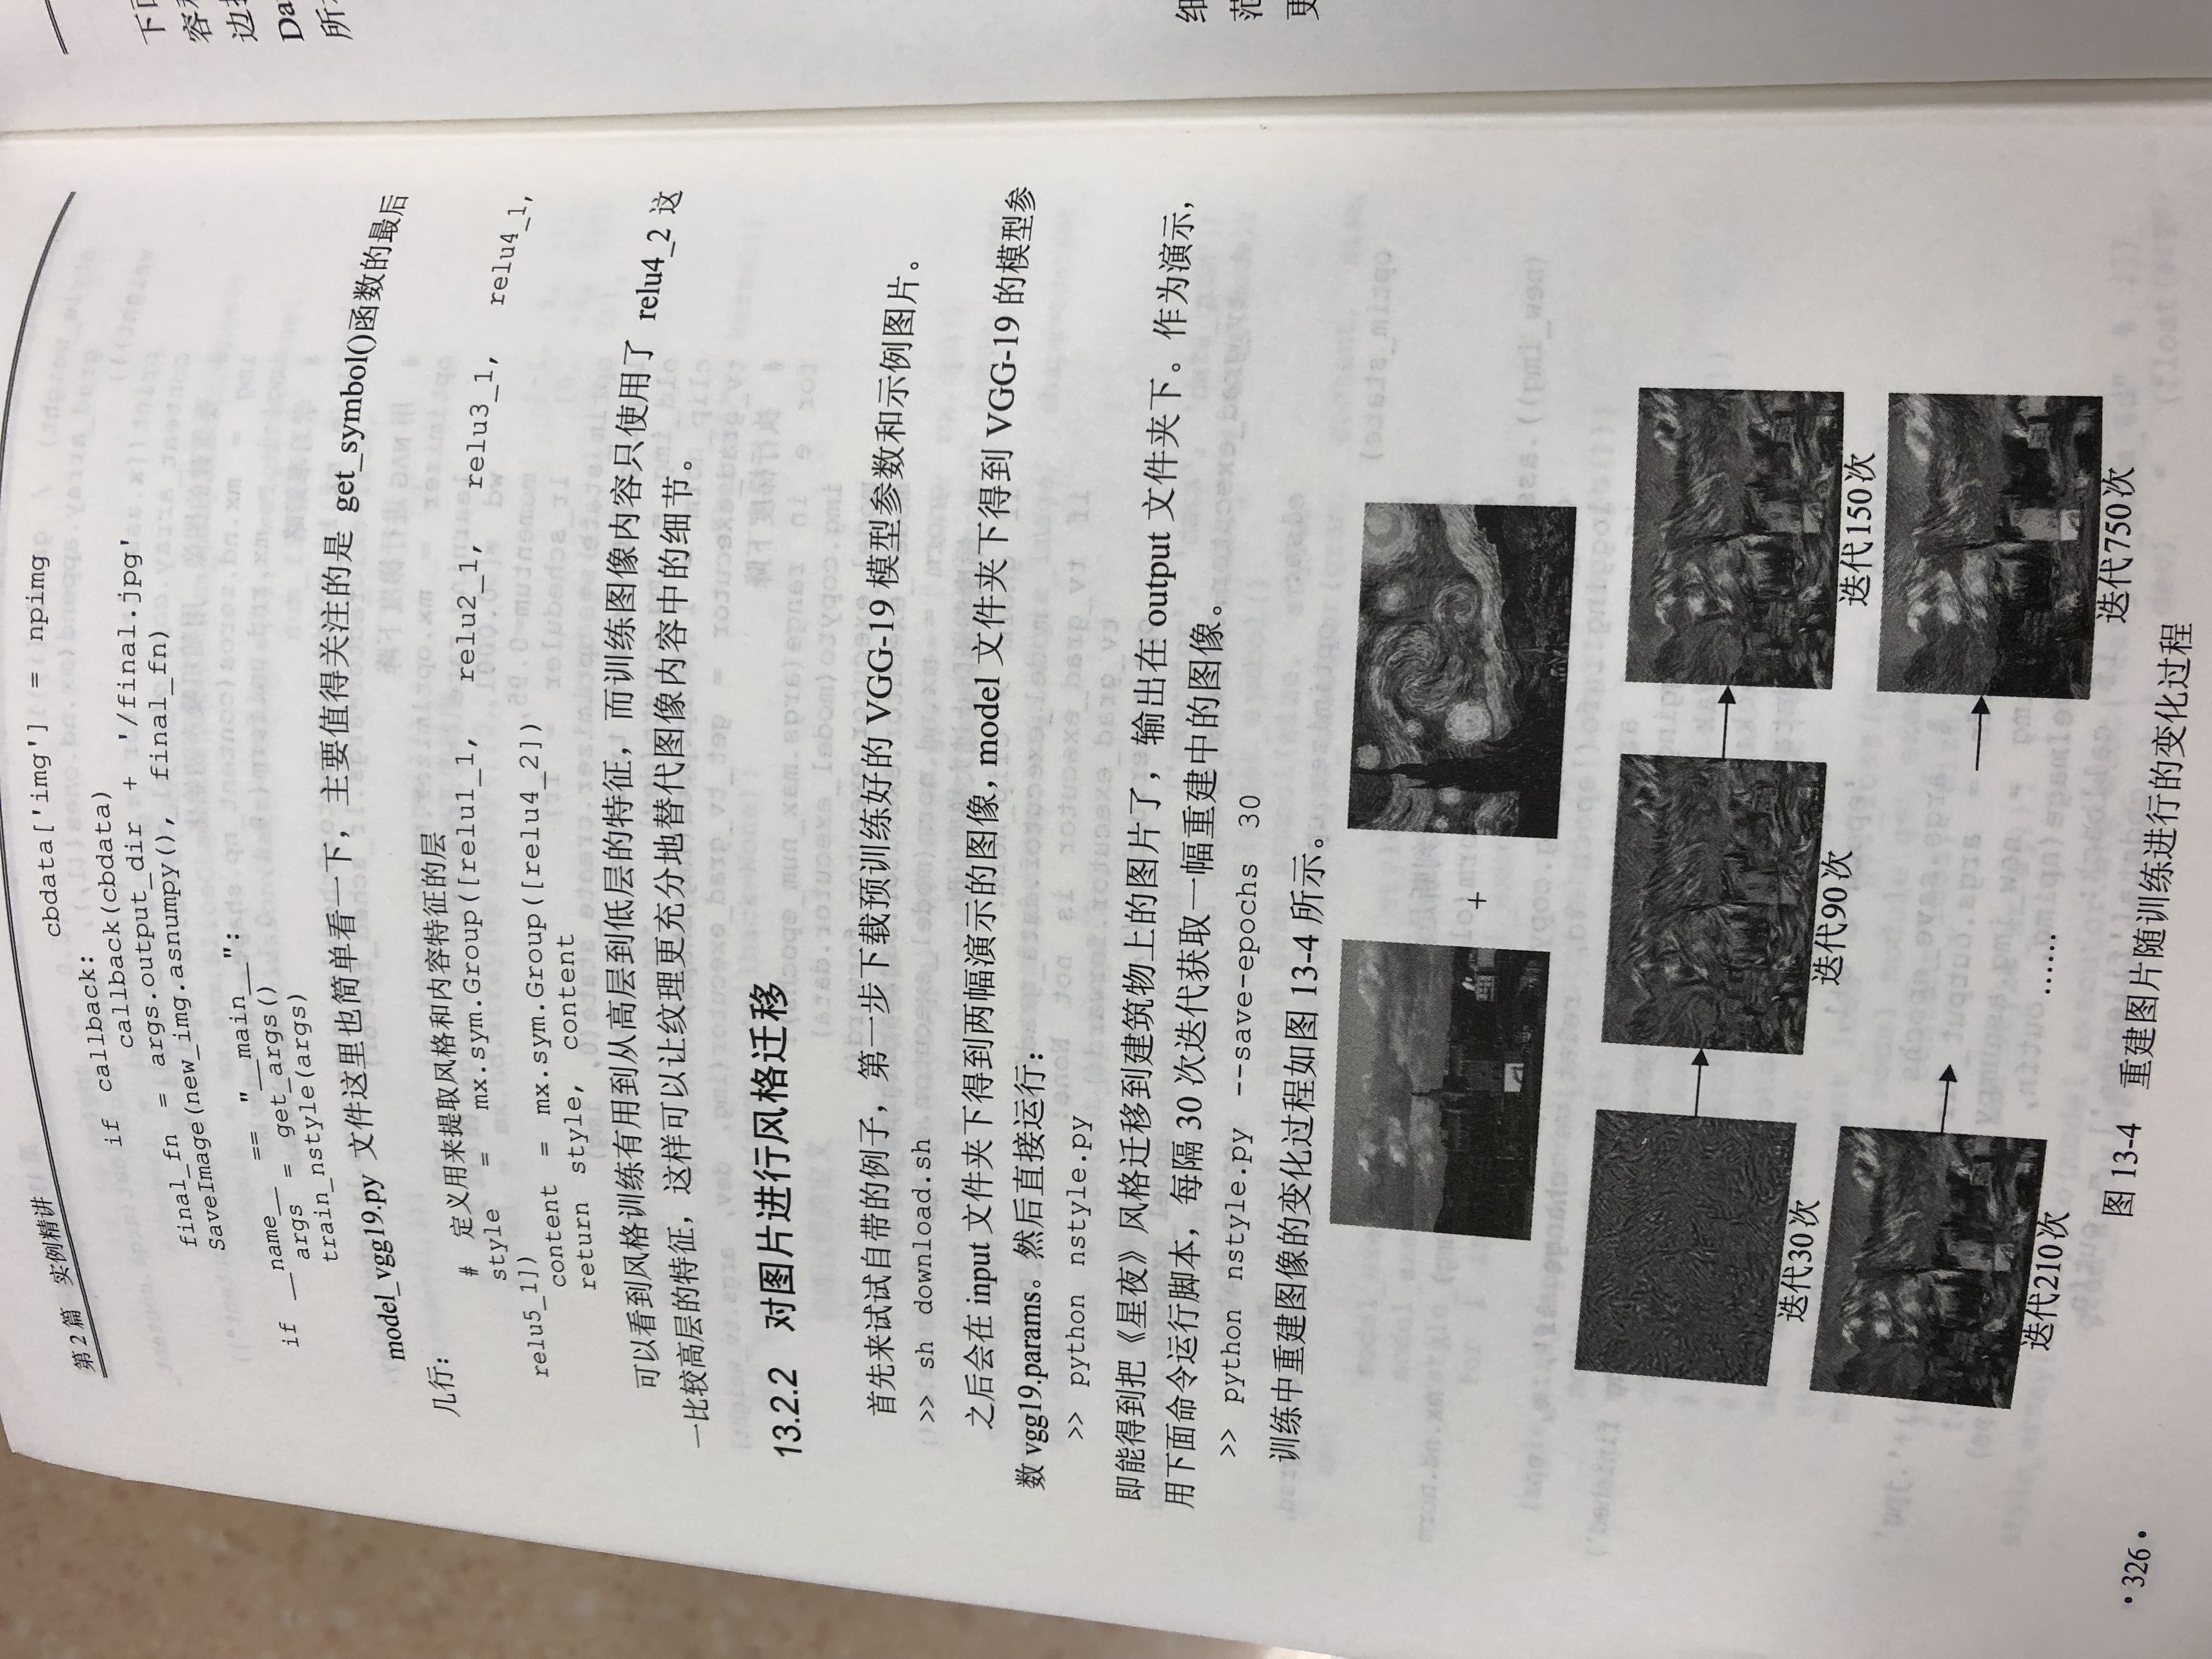 第2篇 实例精讲
cbdata['img'] = npimg
if callback:
callback(cbdata)
final_fn = args.output_dir + '/final.jpg'
SaveImage(new_img.asnumpy(), final_fn)
if __name__ == "__main__":
args = get_args()
train_nstyle(args)
model_vgg19.py 文件这里也简单看一下，主要值得关注的是 get_symbol()函数的最后
几行：
# 定义用来提取风格和内容特征的层
style = mx.sym.Group([relu1_1, relu2_1, relu3_1, relu4_1,
relu5_1])
content = mx.sym.Group([relu4_2])
return style, content
可以看到风格训练有用到从高层到低层的特征，而训练图像内容只使用了 relu4_2 这
一比较高层的特征，这样可以让纹理更充分地替代图像内容中的细节。
13.2.2 对图片进行风格迁移
首先来试试自带的例子，第一步下载预训练好的 VGG-19 模型参数和示例图片。
>> sh download.sh
之后会在 input 文件夹下得到两幅演示的图像，model 文件夹下得到 VGG-19 的模型参
数 vgg19.params。然后直接运行：
>> python nstyle.py
即能得到把《星夜》风格迁移到建筑物上的图片了，输出在 output 文件夹下。作为演示，
用下面命令运行脚本，每隔 30 次迭代获取一幅重建中的图像。
>> python nstyle.py --save-epochs 30
训练中重建图像的变化过程如图 13-4 所示。
+
迭代30次
迭代90次
迭代150次
迭代210次
……
迭代750次
图 13-4 重建图片随训练进行的变化过程
·326·
下
容
边
Da
所
细
范
更